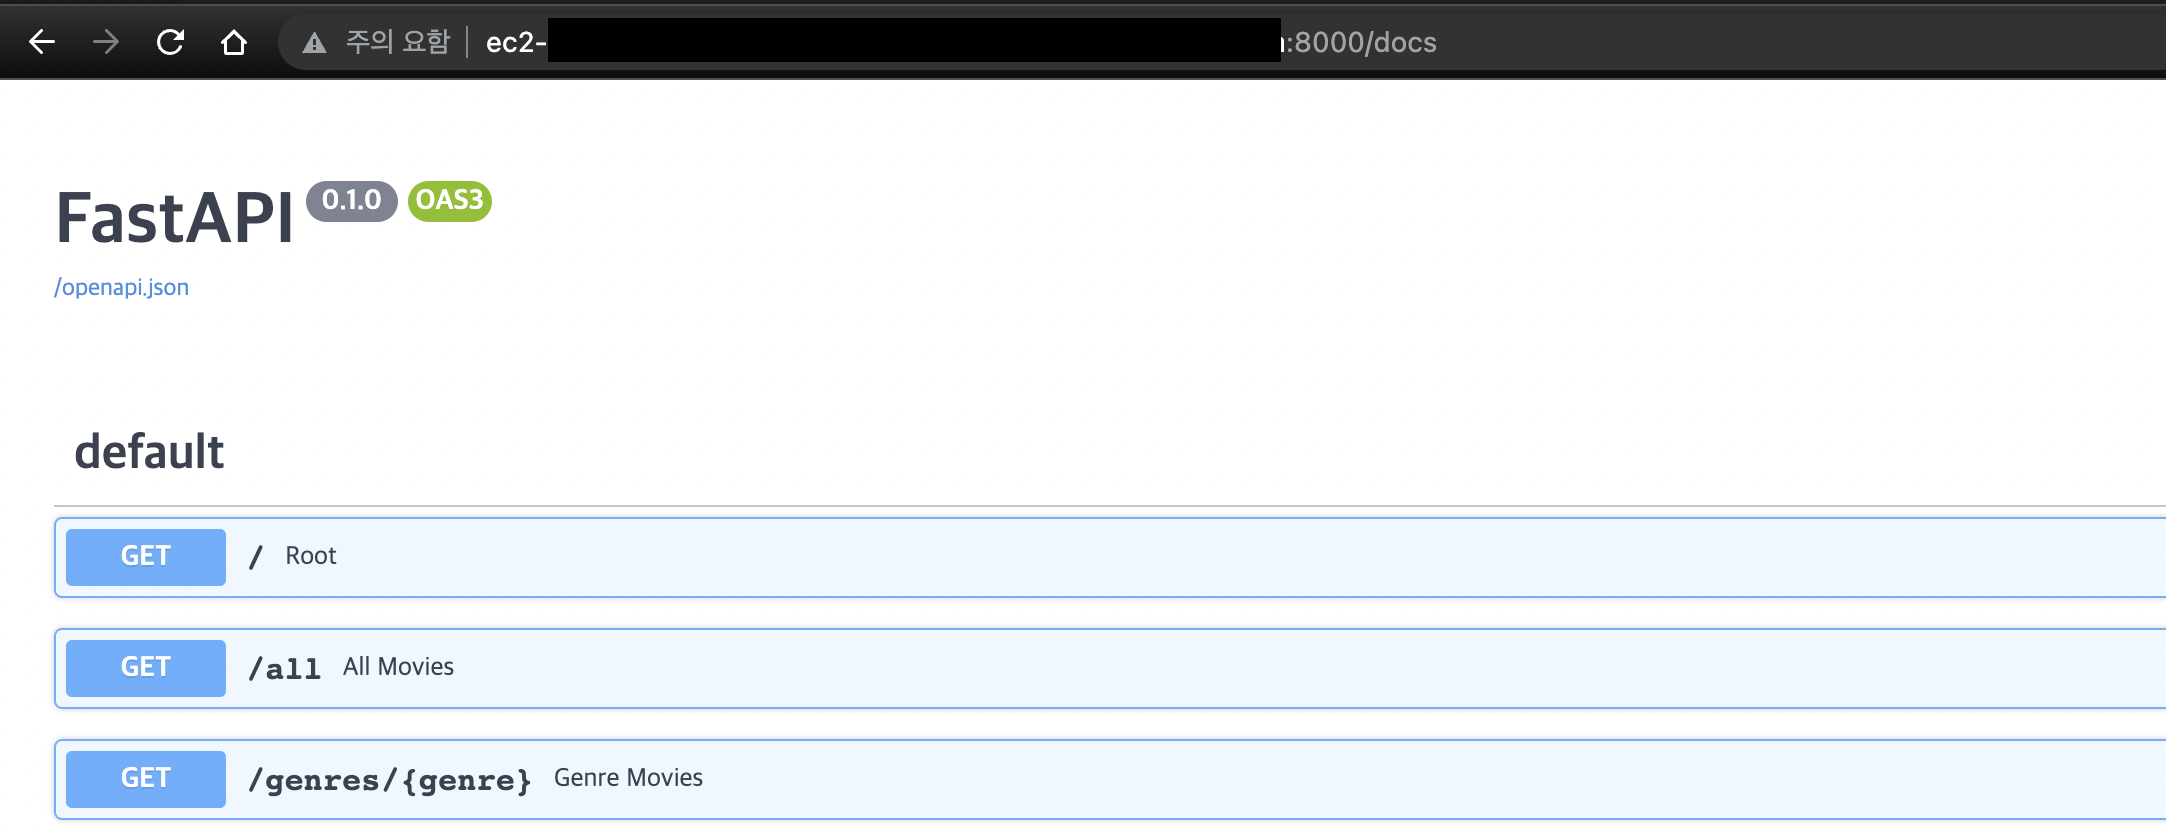 주의 요함 ec2- :8000/docs
FastAPI 0.1.0 OAS3
/openapi.json
default
GET / Root
GET /all All Movies
GET /genres/{genre} Genre Movies